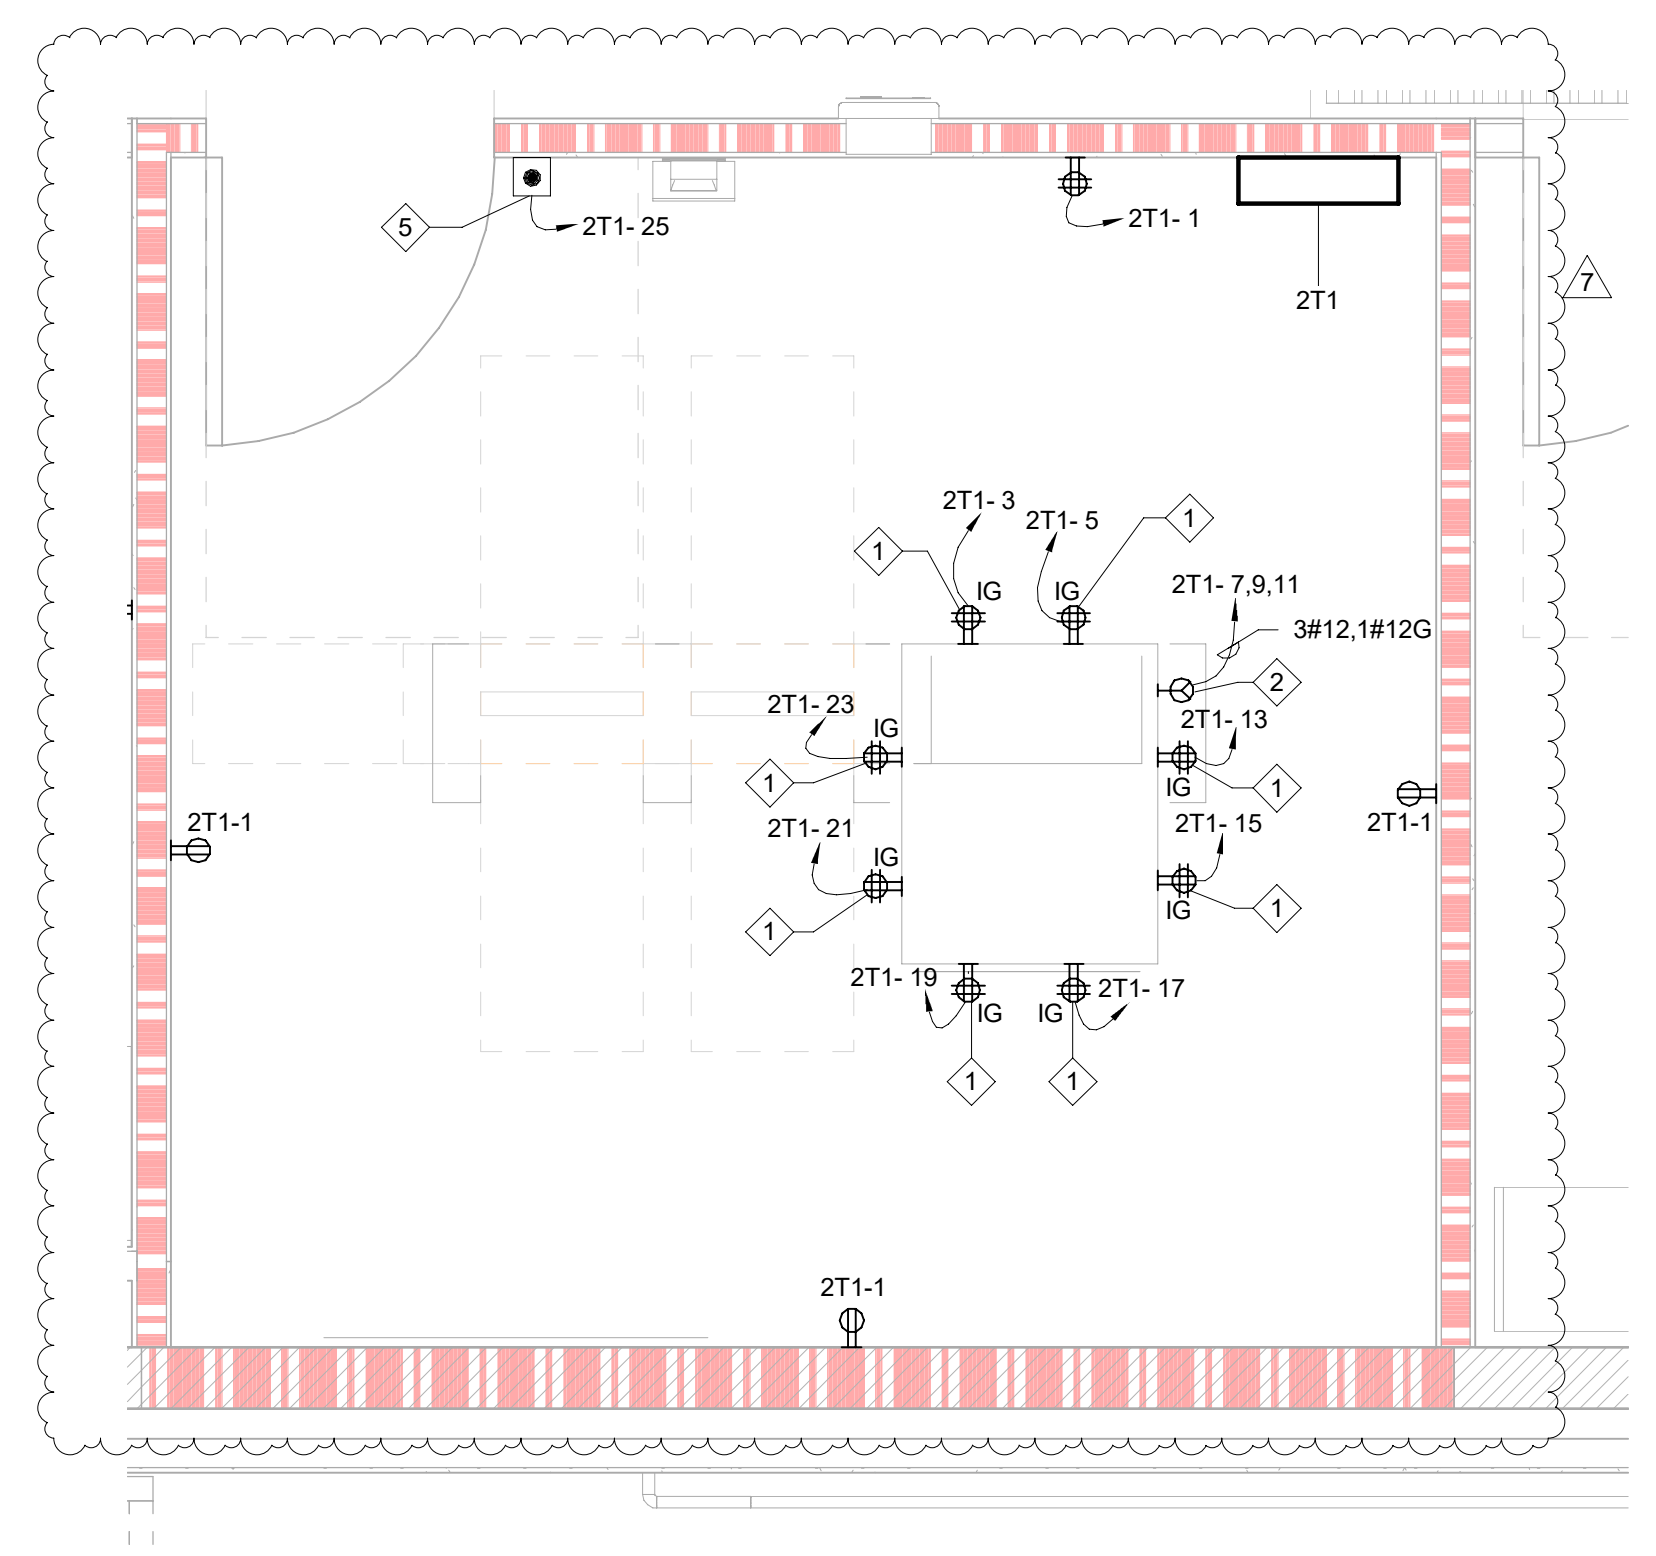 5
2T1- 25
2T1- 1
2T1
7
2T1- 3
2T1- 5
1
1
IG
IG
2T1- 7,9,11
3#12,1#12G
2
2T1- 23
IG
2T1- 13
1
IG
1
2T1-1
2T1- 21
IG
2T1- 15
2T1-1
1
IG
1
2T1- 19
IG
IG
2T1- 17
1
1
2T1-1